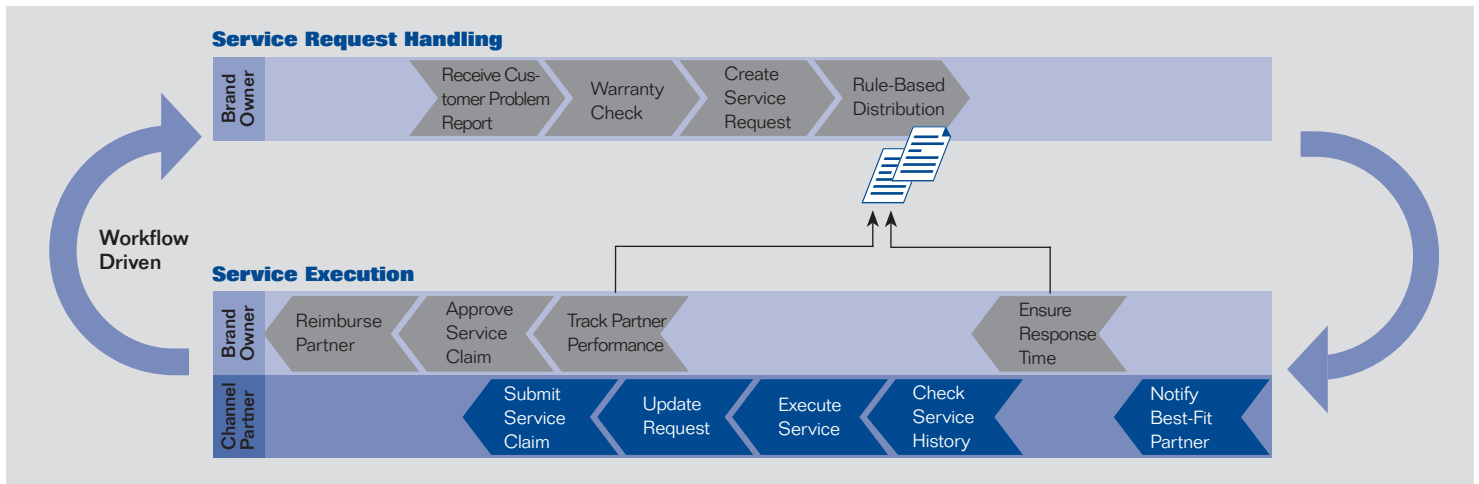 Service Request Handling
Brand
Owner
Receive Cus-
tomer Problem
Report
Warranty
Check
Create
Service
Request
Rule-Based
Distribution
Workflow
Driven
Service Execution
Brand
Owner
Reimburse
Partner
Approve
Service
Claim
Track Partner
Performance
Ensure
Response
Time
Channel
Partner
Submit
Service
Claim
Update
Request
Execute
Service
Check
Service
History
Notify
Best-Fit
Partner